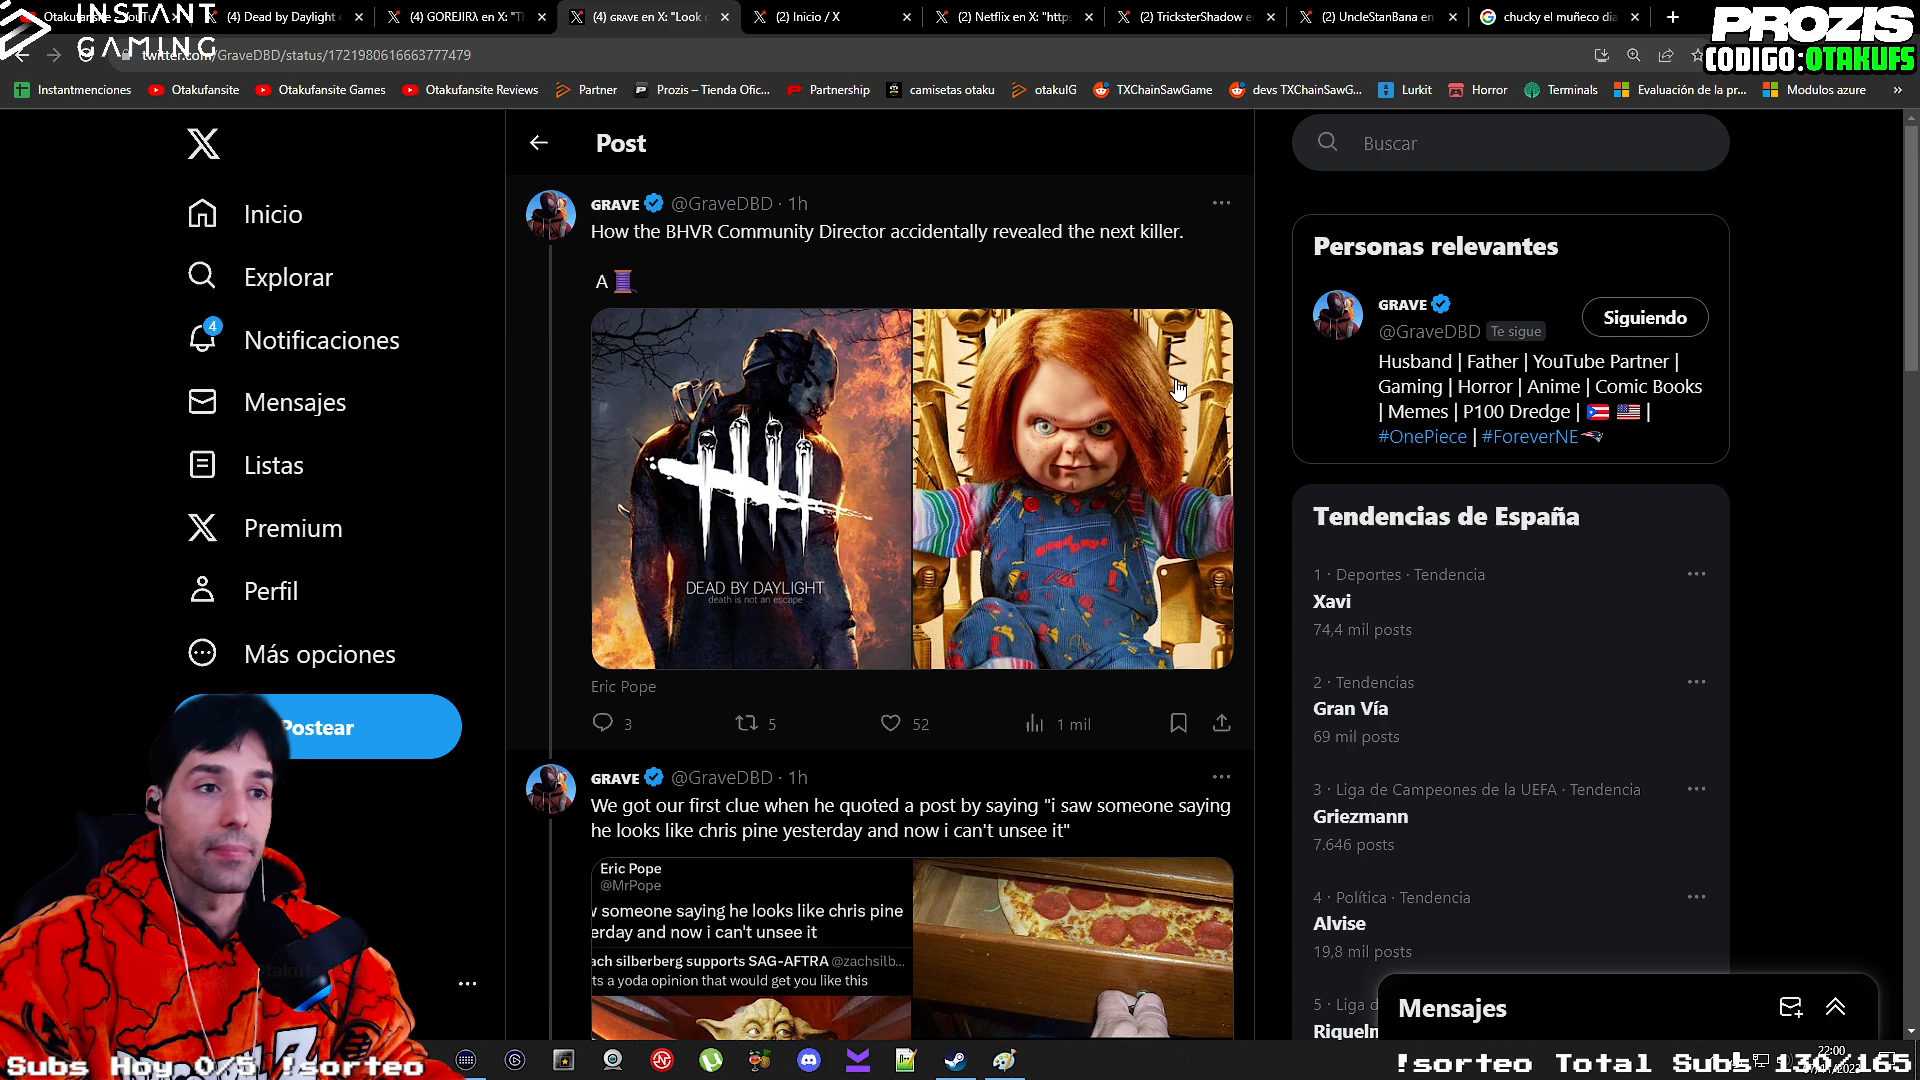 INSTANT
GAMING
(4) Dead by Daylight
(4) GOREJIRA en X: "T
(4) GRAVE en X: "Look
(2) Inicio / X
(2) Netflix en X: "https
(2) TricksterShadow e
(2) UncleStanBana en
chucky el muñeco dia
PROZIS
CODIGO:OTAKUFS
twitter.com/GraveDBD/status/1721980616663777479
Instantmenciones
Otakufansite
Otakufansite Games
Otakufansite Reviews
Partner
Prozis – Tienda Ofic...
Partnership
camisetas otaku
otakuIG
TXChainSawGame
devs TXChainSawG...
Lurkit
Horror
Terminals
Evaluación de la pr...
Modulos azure
Inicio
Explorar
4
Notificaciones
Mensajes
Listas
Premium
Perfil
Más opciones
Postear
Post
GRAVE @GraveDBD · 1h
How the BHVR Community Director accidentally revealed the next killer.
A
DEAD BY DAYLIGHT
death is not an escape
good guys
Eric Pope
3
5
52
1 mil
GRAVE @GraveDBD · 1h
We got our first clue when he quoted a post by saying "i saw someone saying
he looks like chris pine yesterday and now i can't unsee it"
Eric Pope
@MrPope
someone saying he looks like chris pine
erday and now i can't unsee it
ach silberberg supports SAG-AFTRA @zachsilb...
ts a yoda opinion that would get you like this
Buscar
Personas relevantes
GRAVE
@GraveDBD Te sigue
Siguiendo
Husband | Father | YouTube Partner |
Gaming | Horror | Anime | Comic Books
| Memes | P100 Dredge | |
#OnePiece | #ForeverNE
Tendencias de España
1 · Deportes · Tendencia
Xavi
74,4 mil posts
2 · Tendencias
Gran Vía
69 mil posts
3 · Liga de Campeones de la UEFA · Tendencia
Griezmann
7.646 posts
4 · Política · Tendencia
Alvise
19,8 mil posts
5 · Liga d
Riqueln
Mensajes
Subs Hoy 0/5 !sorteo
!sorteo Total Subs 130/165
22:00